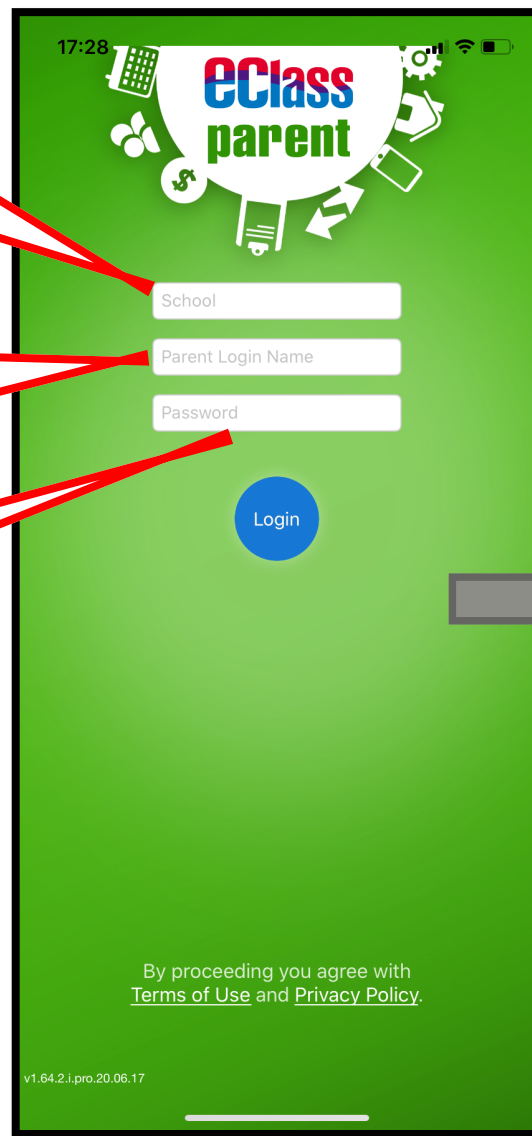 17:28
eClass
parent
$
School
Parent Login Name
Password
Login
By proceeding you agree with
Terms of Use and Privacy Policy.
v1.64.2.i.pro.20.06.17